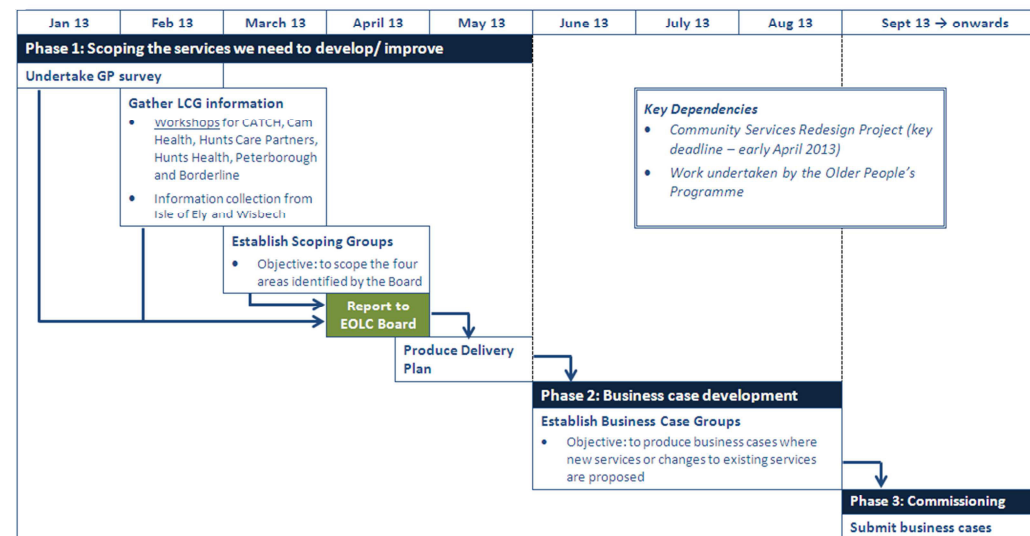 Jan 13 Feb 13 March 13 April 13 May 13 June 13 July 13 Aug 13 Sept 13 → onwards
Phase 1: Scoping the services we need to develop/ improve
Undertake GP survey
Gather LCG information
• Workshops for CATCH, Cam
Health, Hunts Care Partners,
Hunts Health, Peterborough
and Borderline
• Information collection from
Isle of Ely and Wisbech
Key Dependencies
• Community Services Redesign Project (key
deadline – early April 2013)
• Work undertaken by the Older People's
Programme
Establish Scoping Groups
• Objective: to scope the four
areas identified by the Board
Report to
EOLC Board
Produce Delivery
Plan
Phase 2: Business case development
Establish Business Case Groups
• Objective: to produce business cases where
new services or changes to existing services
are proposed
Phase 3: Commissioning
Submit business cases